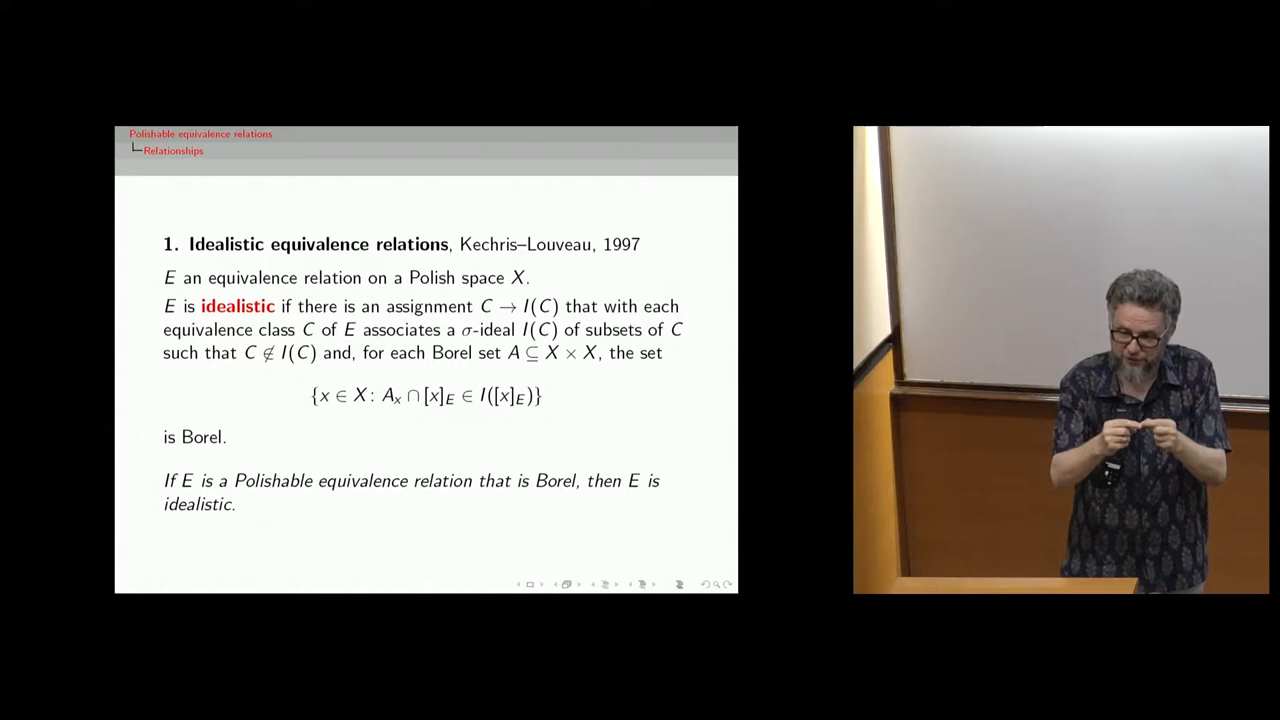 Polishable equivalence relations
Relationships
1. Idealistic equivalence relations, Kechris–Louveau, 1997
E an equivalence relation on a Polish space X.
E is idealistic if there is an assignment C → I(C) that with each
equivalence class C of E associates a σ-ideal I(C) of subsets of C
such that C ∉ I(C) and, for each Borel set A ⊆ X × X, the set
{x ∈ X : Aₓ ∩ [x]_E ∈ I([x]_E)}
is Borel.
If E is a Polishable equivalence relation that is Borel, then E is
idealistic.